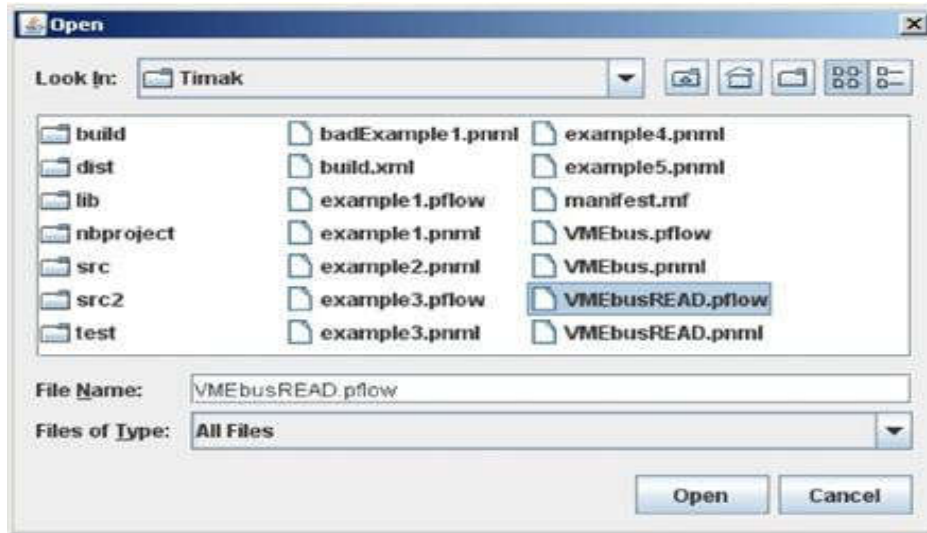 Open
Look In: Timak
build badExample1.pnml example4.pnml
dist build.xml example5.pnml
lib example1.pflow manifest.mf
nbproject example1.pnml VMEbus.pflow
src example2.pnml VMEbus.pnml
src2 example3.pflow VMEbusREAD.pflow
test example3.pnml VMEbusREAD.pnml
File Name: VMEbusREAD.pflow
Files of Type: All Files
Open Cancel